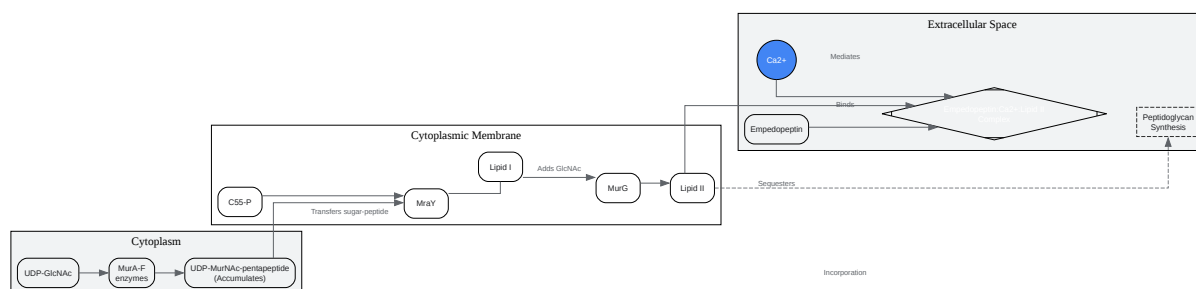 Extracellular Space
Ca2+
Mediates
Binds
Empedopeptin
Peptidoglycan
Synthesis
Cytoplasmic Membrane
Lipid I
Adds GlcNAc
MurG
Lipid II
Sequesters
C55-P
MraY
Transfers sugar-peptide
Cytoplasm
UDP-GlcNAc
MurA-F
enzymes
UDP-MurNAc-pentapeptide
(Accumulates)
Incorporation